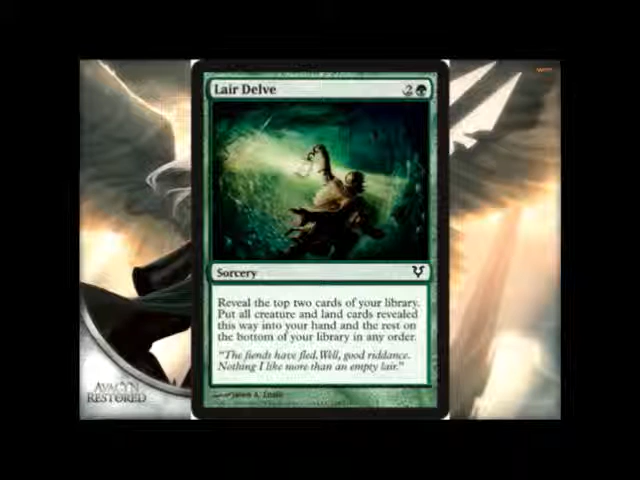 Lair Delve
2
Sorcery
Reveal the top two cards of your library.
Put all creature and land cards revealed
this way into your hand and the rest on
the bottom of your library in any order.
"The fiends have fled. Well, good riddance.
Nothing I like more than an empty lair."
AVACYN
RESTORED